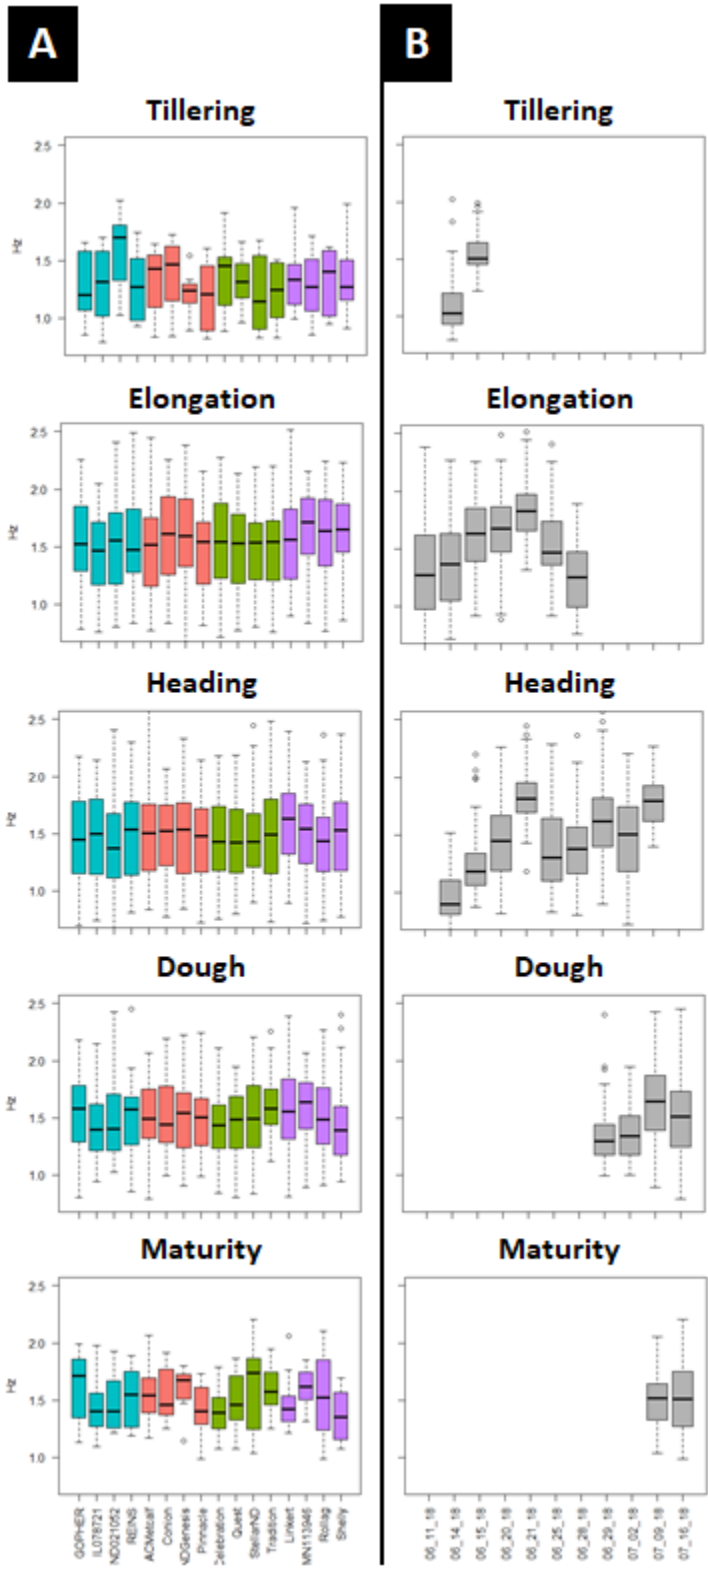 A
Tillering
2.5
2.0
1.5
1.0
Hz
Elongation
2.5
2.0
1.5
1.0
Hz
Heading
2.5
2.0
1.5
1.0
Hz
Dough
2.5
2.0
1.5
1.0
Hz
Maturity
2.5
2.0
1.5
1.0
Hz
GOPHER
IL078721
ND021052
REINS
ACMetcalf
Conlon
NDGenesis
Pinnacle
Celebration
Quest
StellarND
Tradition
Linkert
Rollag
Shelly
B
Tillering
Elongation
Heading
Dough
Maturity
06_11_18
06_14_18
06_15_18
06_20_18
06_21_18
06_25_18
06_28_18
06_29_18
07_02_18
07_09_18
07_16_18